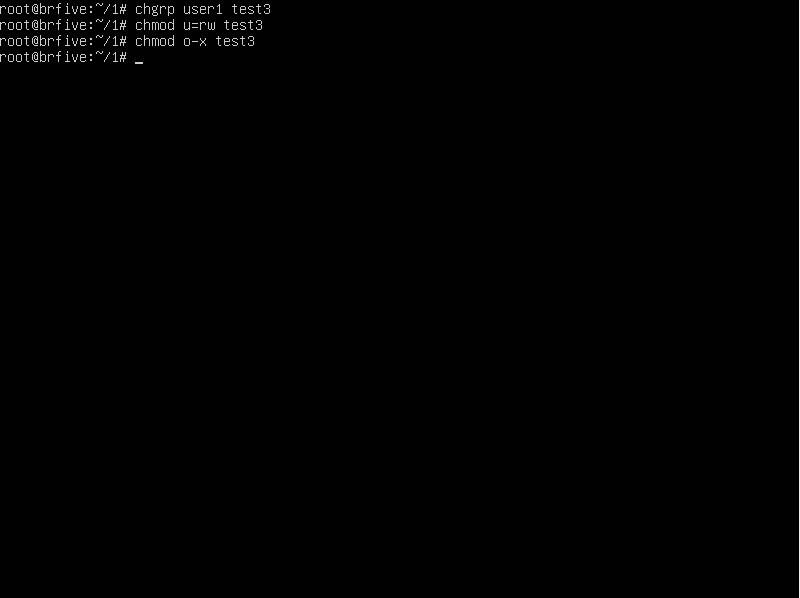 root@brfive:~/1# chgrp user1 test3
root@brfive:~/1# chmod u=rw test3
root@brfive:~/1# chmod o-x test3
root@brfive:~/1# _